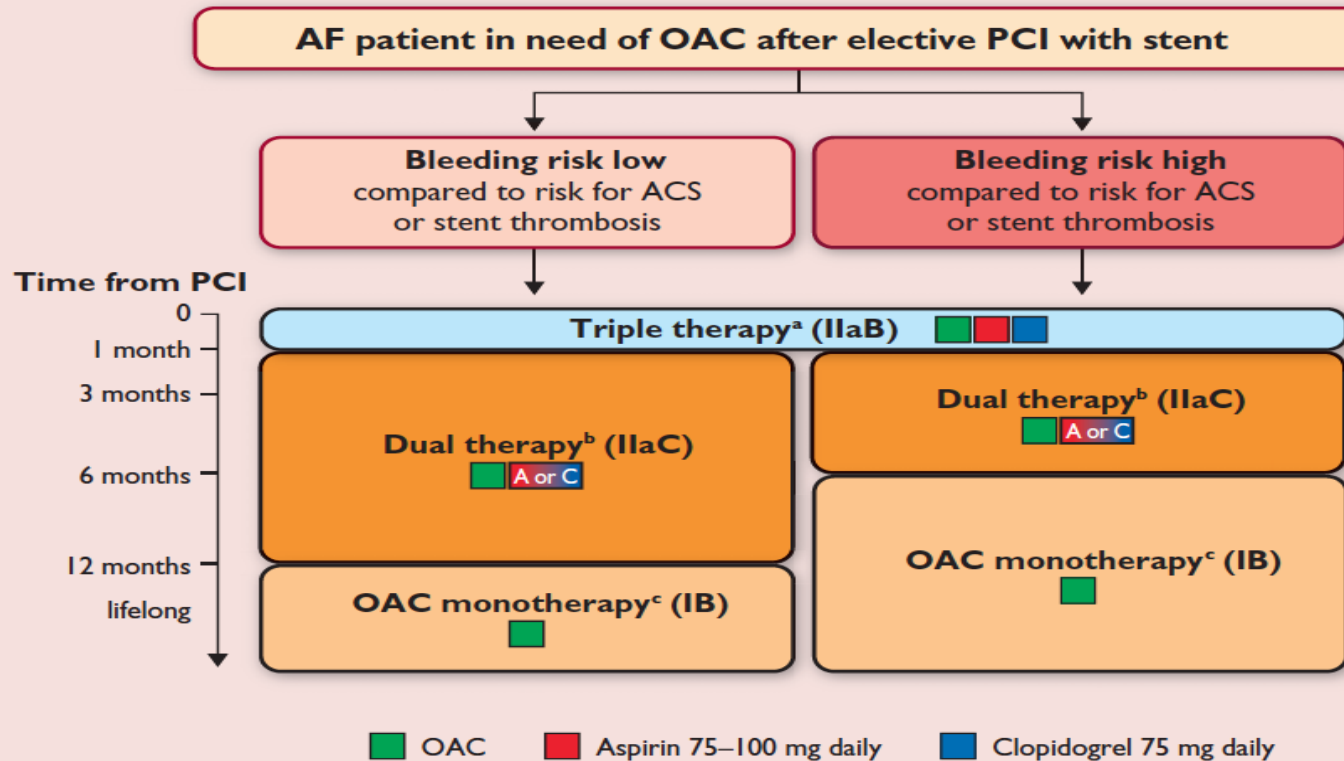 AF patient in need of OAC after elective PCI with stent
Bleeding risk low
compared to risk for ACS
or stent thrombosis
Bleeding risk high
compared to risk for ACS
or stent thrombosis
Time from PCI
0
1 month
3 months
6 months
12 months
lifelong
Triple therapyᵃ (IIaB)
Dual therapyᵇ (IIaC)
A or C
Dual therapyᵇ (IIaC)
A or C
OAC monotherapyᶜ (IB)
OAC monotherapyᶜ (IB)
OAC
Aspirin 75–100 mg daily
Clopidogrel 75 mg daily